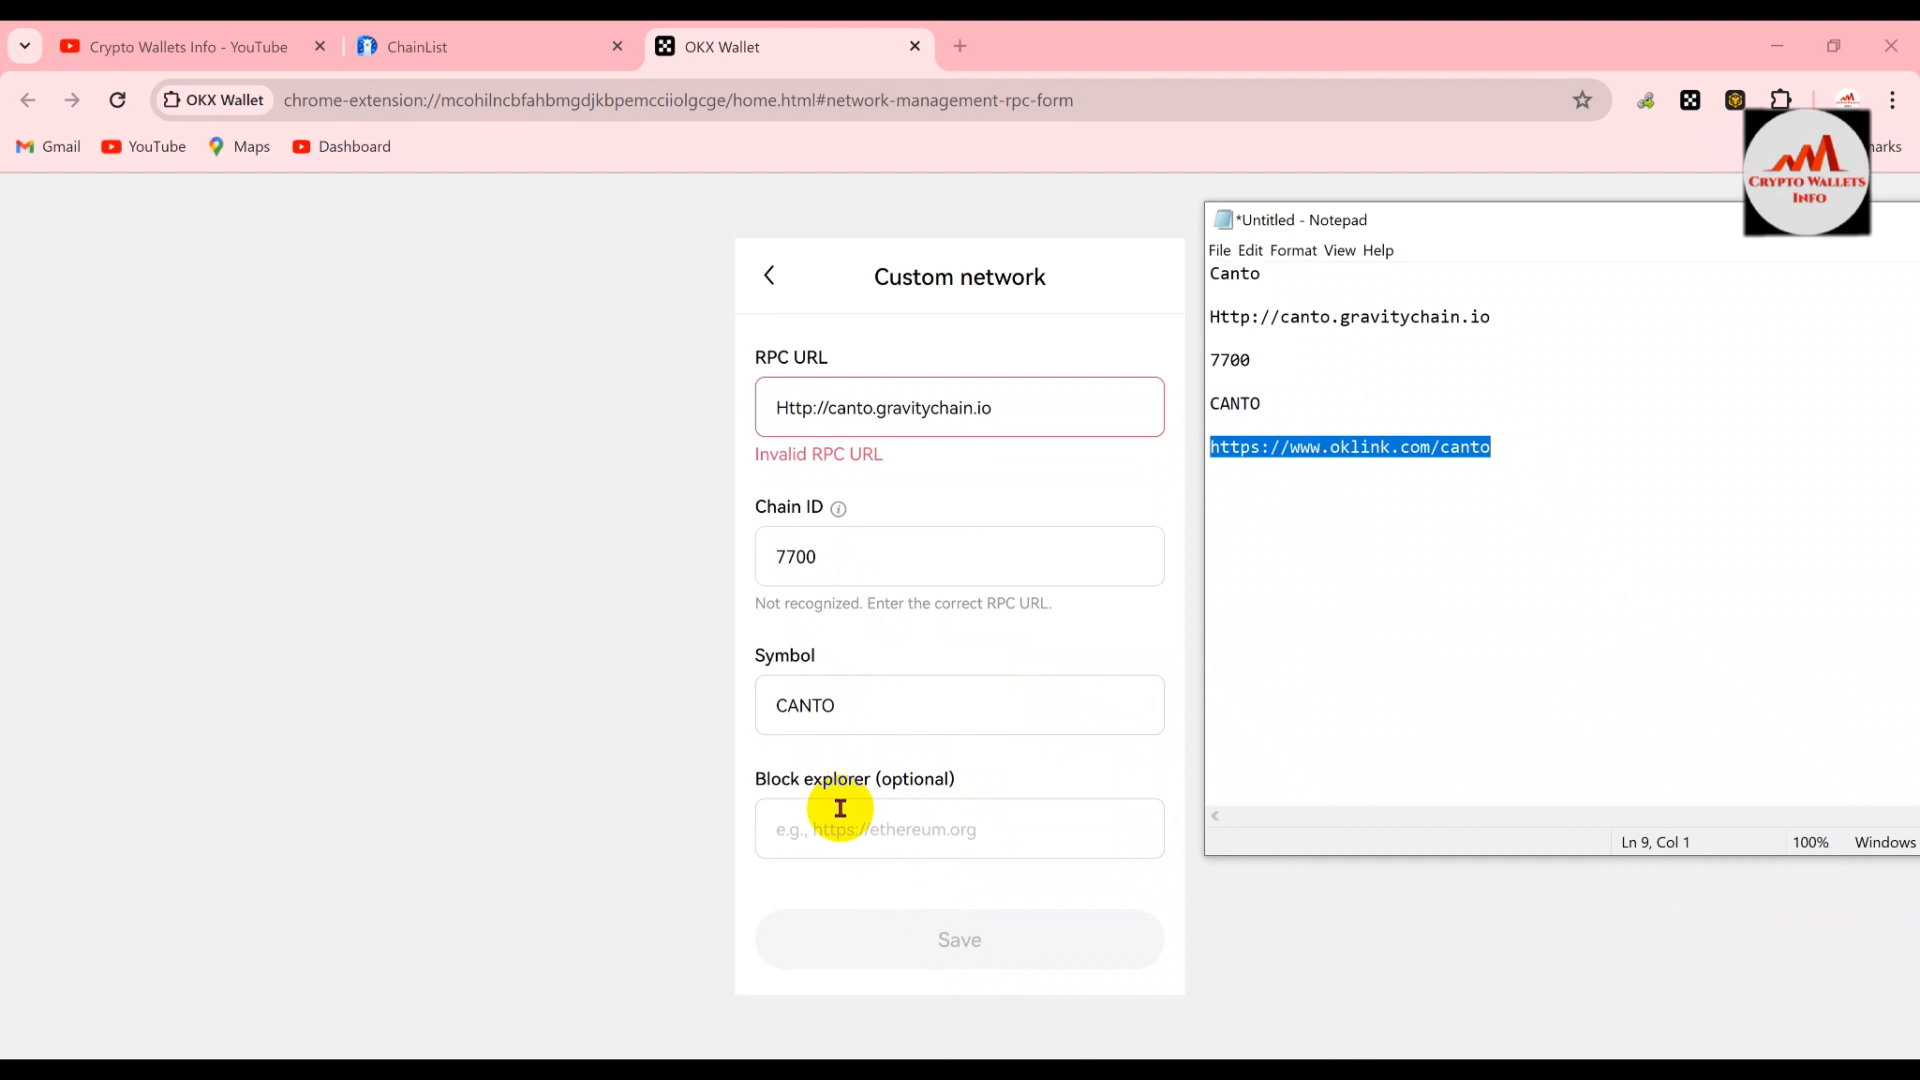 Crypto Wallets Info - YouTube
ChainList
OKX Wallet
OKX Wallet
chrome-extension://mcohilncbfahbmgdjkbpemcciiolgcge/home.html#network-management-rpc-form
Gmail
YouTube
Maps
Dashboard
arks
CRYPTO WALLETS
INFO
Custom network
RPC URL
Http://canto.gravitychain.io
Invalid RPC URL
Chain ID
7700
Not recognized. Enter the correct RPC URL.
Symbol
CANTO
Block explorer (optional)
e.g., https://ethereum.org
Save
*Untitled - Notepad
File Edit Format View Help
Canto
Http://canto.gravitychain.io
7700
CANTO
https://www.oklink.com/canto
Ln 9, Col 1
100%
Windows